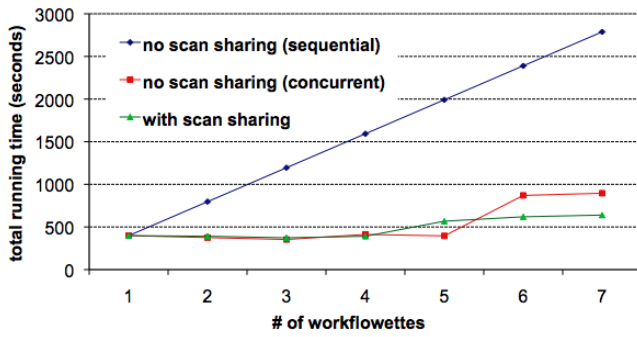 3000
2500
2000
1500
1000
500
0
total running time (seconds)
no scan sharing (sequential)
no scan sharing (concurrent)
with scan sharing
1 2 3 4 5 6 7
# of workflowettes